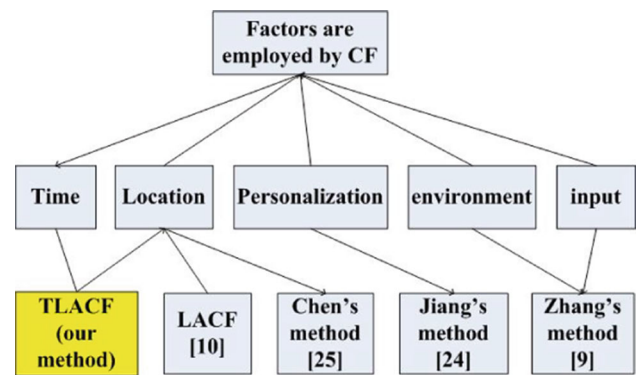 Factors are
employed by CF
Time
Location
Personalization
environment
input
TLACF
(our
method)
LACF
[10]
Chen's
method
[25]
Jiang's
method
[24]
Zhang's
method
[9]